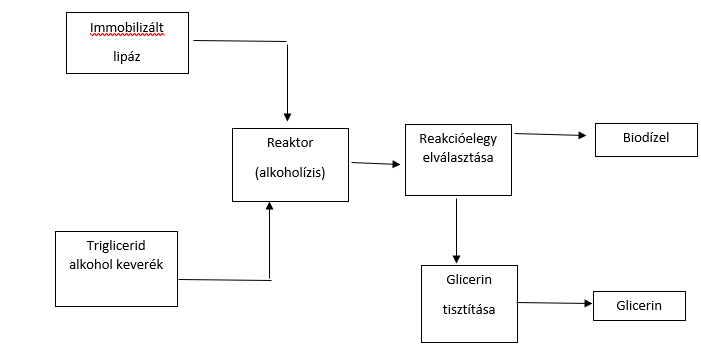 Immobilizált
lipáz
Reaktor
(alkoholízis)
Reakcióelegy
elválasztása
Biodízel
Triglicerid
alkohol keverék
Glicerin
tisztítása
Glicerin